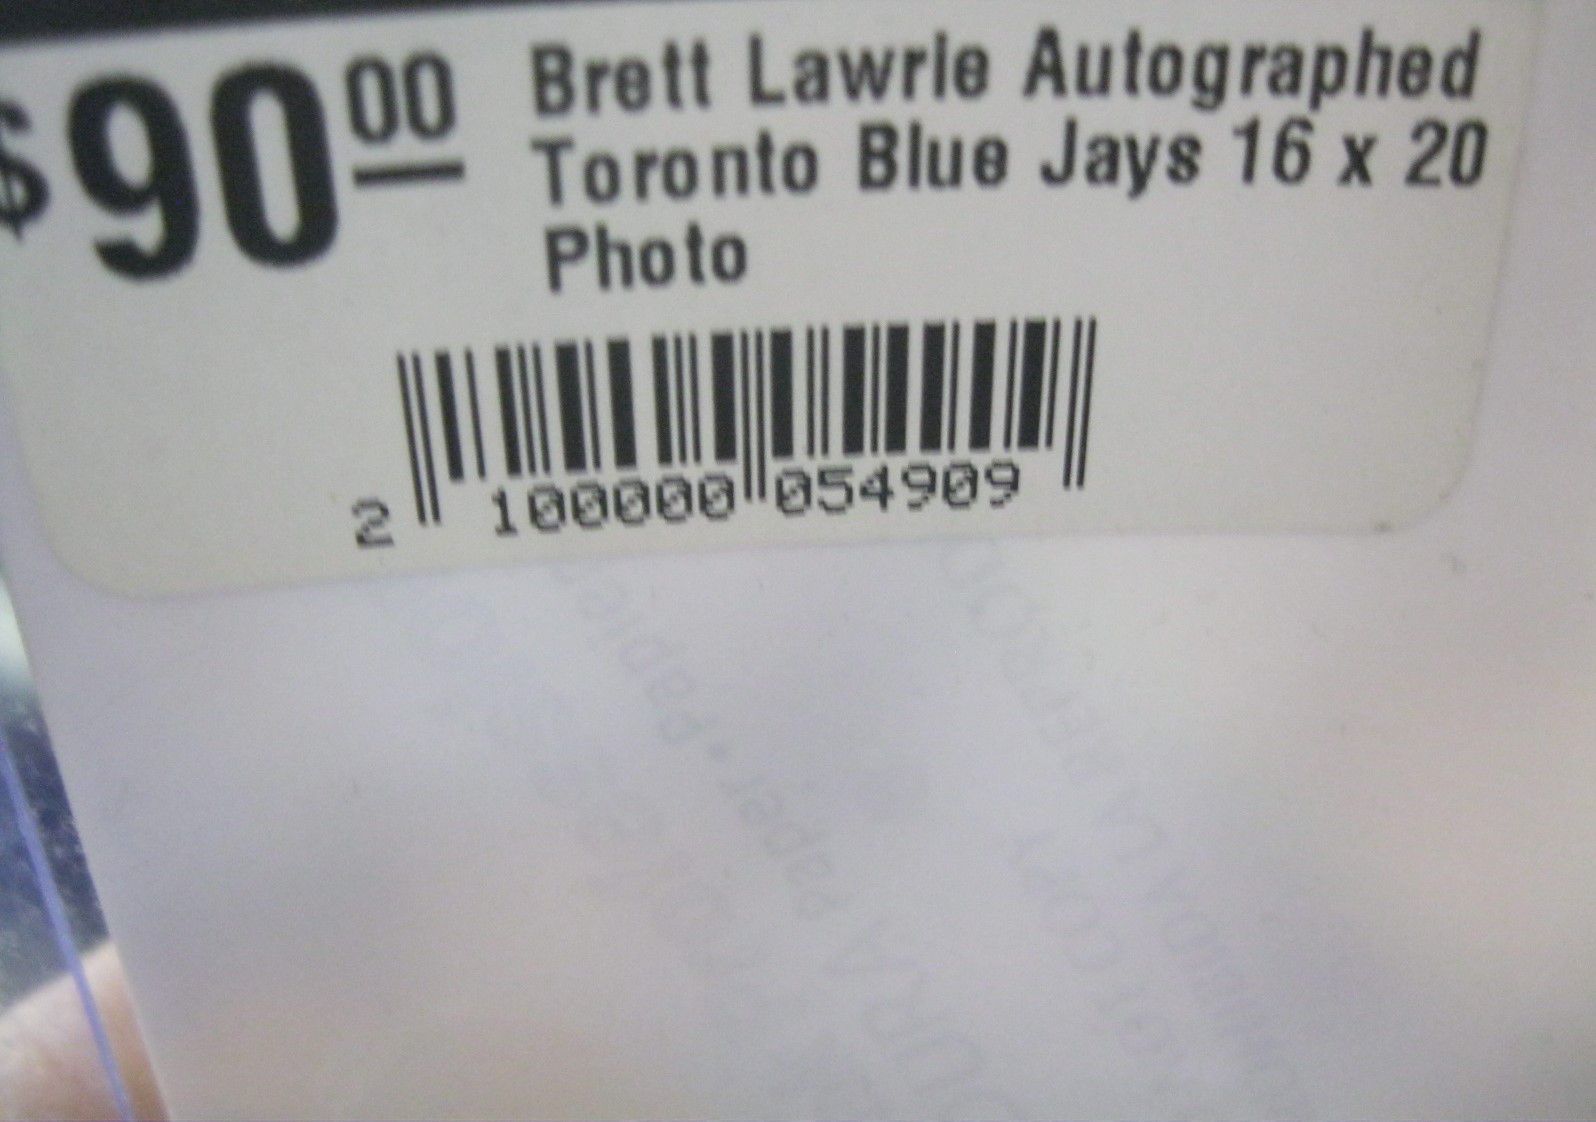 $90.00 Brett Lawrie Autographed
Toronto Blue Jays 16 x 20
Photo
2 100000 054909